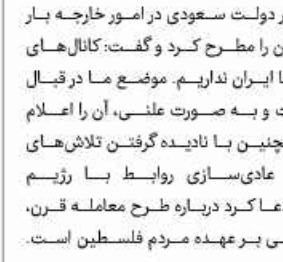 دولت سعودی در امور خارجه بار
ن را مطرح کرد و گفت: کانال‌های
ا ایران نداریم. موضع ما در قبال
ت و به صورت علنی، آن را اعلام
چنین با نادیده گرفتن تلاش‌های
عادی‌سازی روابط با رژیم
عا کرد درباره طرح معامله قرن،
ی بر عهده مردم فلسطین است.